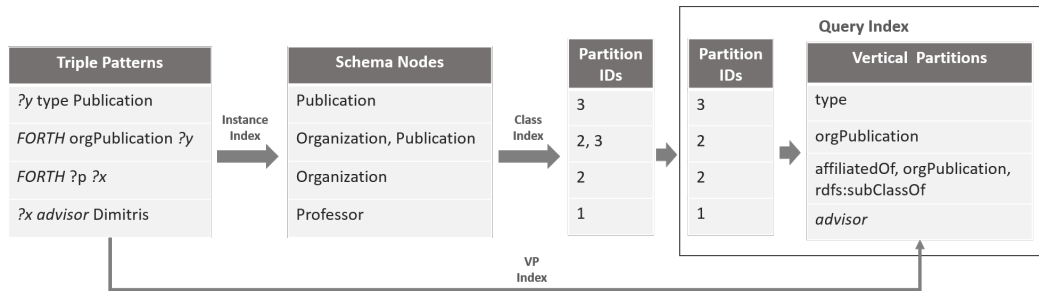 Query Index
Triple Patterns
?y type Publication
FORTH orgPublication ?y
FORTH ?p ?x
?x advisor Dimitris
Instance
Index
Schema Nodes
Publication
Organization, Publication
Organization
Professor
Class
Index
Partition
IDs
3
2, 3
2
1
Partition
IDs
3
2
2
1
Vertical Partitions
type
orgPublication
affiliatedOf, orgPublication,
rdfs:subClassOf
advisor
VP
Index